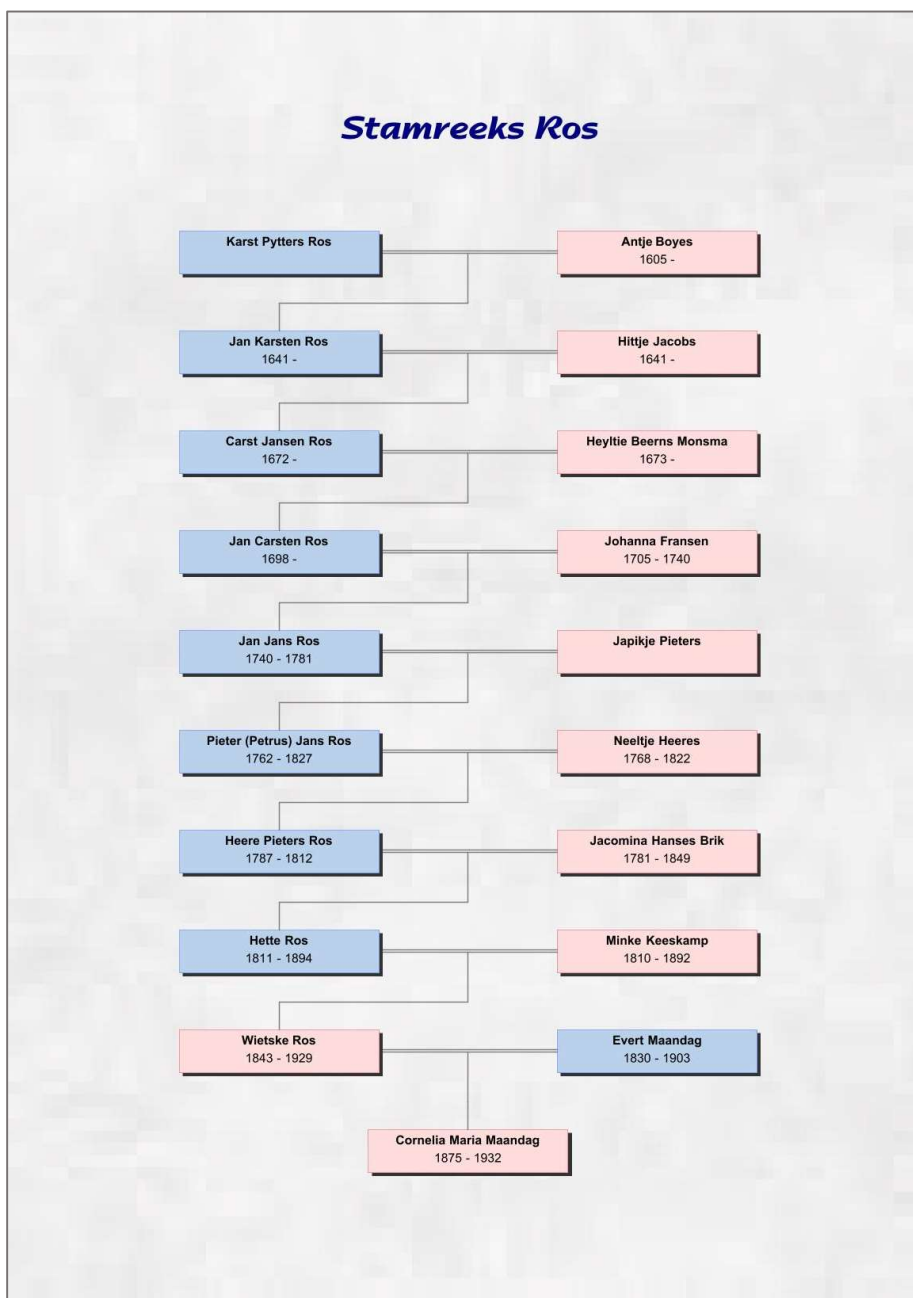 Stamreeks Ros
Karst Pytters Ros
Antje Boyes
1605 -
Jan Karsten Ros
1641 -
Hittje Jacobs
1641 -
Carst Jansen Ros
1672 -
Heyltie Beerns Monsma
1673 -
Jan Carsten Ros
1698 -
Johanna Fransen
1705 - 1740
Jan Jans Ros
1740 - 1781
Japikje Pieters
Pieter (Petrus) Jans Ros
1762 - 1827
Neeltje Heeres
1768 - 1822
Heere Pieters Ros
1787 - 1812
Jacomina Hanses Brik
1781 - 1849
Hette Ros
1811 - 1894
Minke Keeskamp
1810 - 1892
Wietske Ros
1843 - 1929
Evert Maandag
1830 - 1903
Cornelia Maria Maandag
1875 - 1932